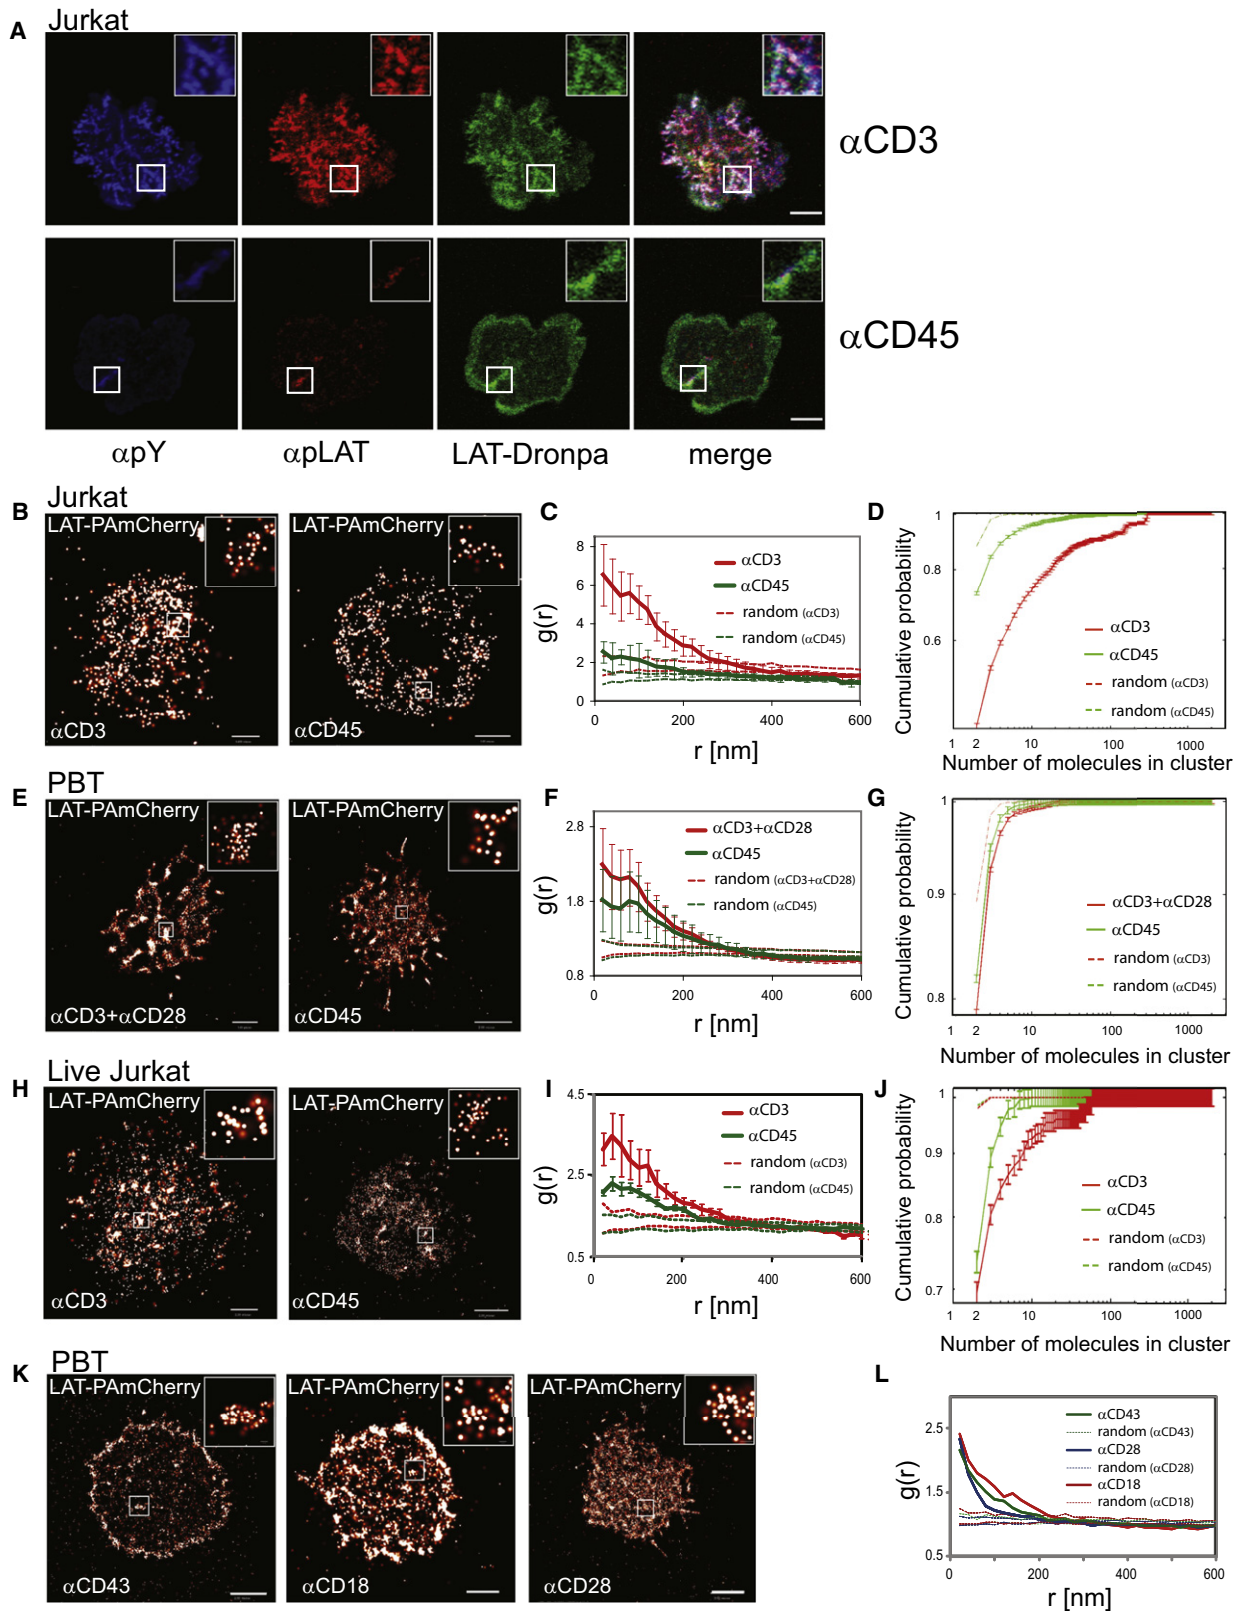 A
Jurkat
αCD3
αCD45
αpY
αpLAT
LAT-Dronpa
merge
B
Jurkat
LAT-PAmCherry
αCD3
LAT-PAmCherry
αCD45
C
8
6
4
2
0
g(r)
αCD3
αCD45
random (αCD3)
random (αCD45)
0
200
400
600
r [nm]
D
Cumulative probability
1
0.8
0.6
αCD3
αCD45
random (αCD3)
random (αCD45)
1
2
10
100
1000
Number of molecules in cluster
E
PBT
LAT-PAmCherry
αCD3+αCD28
LAT-PAmCherry
αCD45
F
2.8
1.8
0.8
g(r)
αCD3+αCD28
αCD45
random (αCD3+αCD28)
random (αCD45)
0
200
400
600
r [nm]
G
Cumulative probability
1
0.9
0.8
αCD3+αCD28
αCD45
random (αCD3)
random (αCD45)
1
2
10
100
1000
Number of molecules in cluster
H
Live Jurkat
LAT-PAmCherry
αCD3
LAT-PAmCherry
αCD45
I
4.5
2.5
0.5
g(r)
αCD3
αCD45
random (αCD3)
random (αCD45)
0
200
400
600
r [nm]
J
Cumulative probability
1
0.9
0.8
0.7
αCD3
αCD45
random (αCD3)
random (αCD45)
1
2
10
100
1000
Number of molecules in cluster
K
PBT
LAT-PAmCherry
αCD43
LAT-PAmCherry
αCD18
LAT-PAmCherry
αCD28
L
2.5
1.5
0.5
g(r)
αCD43
random (αCD43)
αCD28
random (αCD28)
αCD18
random (αCD18)
0
200
400
600
r [nm]